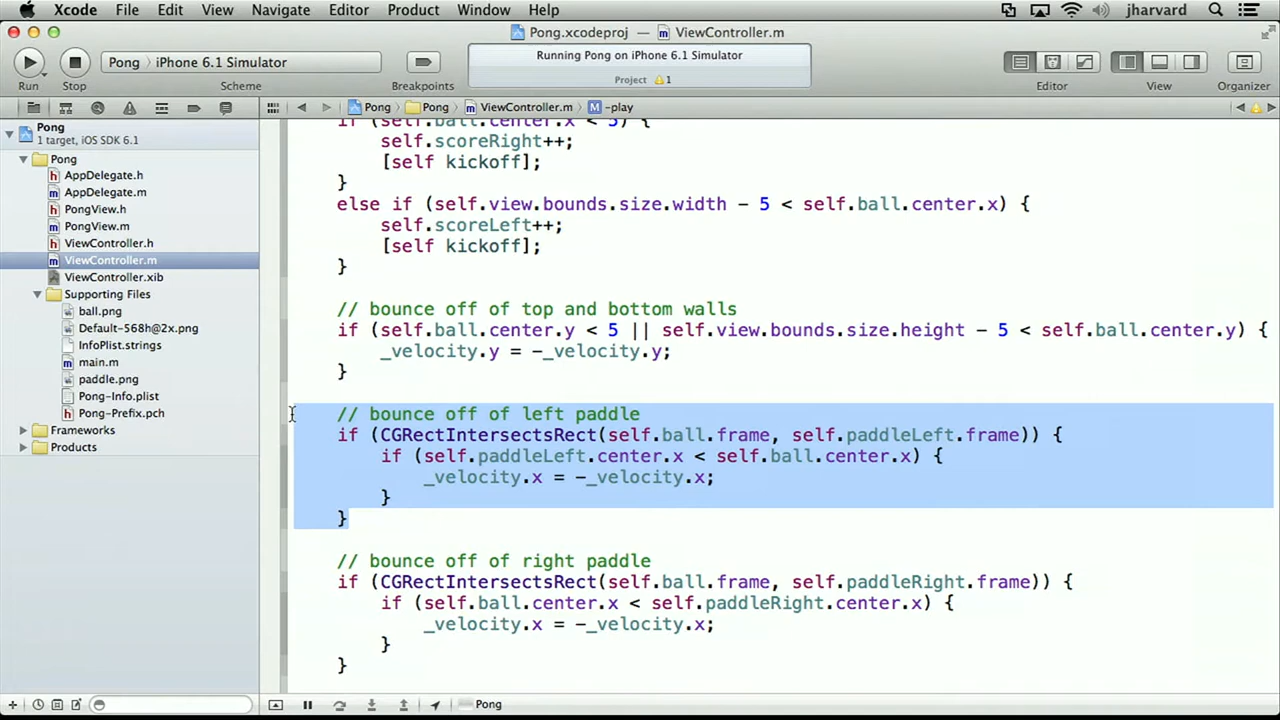 Xcode File Edit View Navigate Editor Product Window Help jharvard
Pong.xcodeproj — ViewController.m
Run Stop Pong › iPhone 6.1 Simulator
Scheme Breakpoints
Running Pong on iPhone 6.1 Simulator
Project 1
Editor View Organizer
Pong Pong ViewController.m M -play
Pong
1 target, iOS SDK 6.1
Pong
AppDelegate.h
AppDelegate.m
PongView.h
PongView.m
ViewController.h
ViewController.m
ViewController.xib
Supporting Files
ball.png
Default-568h@2x.png
InfoPlist.strings
main.m
paddle.png
Pong-Info.plist
Pong-Prefix.pch
Frameworks
Products
if (self.ball.center.x < 5) {
self.scoreRight++;
[self kickoff];
}
else if (self.view.bounds.size.width - 5 < self.ball.center.x) {
self.scoreLeft++;
[self kickoff];
}
// bounce off of top and bottom walls
if (self.ball.center.y < 5 || self.view.bounds.size.height - 5 < self.ball.center.y) {
_velocity.y = -_velocity.y;
}
// bounce off of left paddle
if (CGRectIntersectsRect(self.ball.frame, self.paddleLeft.frame)) {
if (self.paddleLeft.center.x < self.ball.center.x) {
_velocity.x = -_velocity.x;
}
}
// bounce off of right paddle
if (CGRectIntersectsRect(self.ball.frame, self.paddleRight.frame)) {
if (self.ball.center.x < self.paddleRight.center.x) {
_velocity.x = -_velocity.x;
}
}
Pong